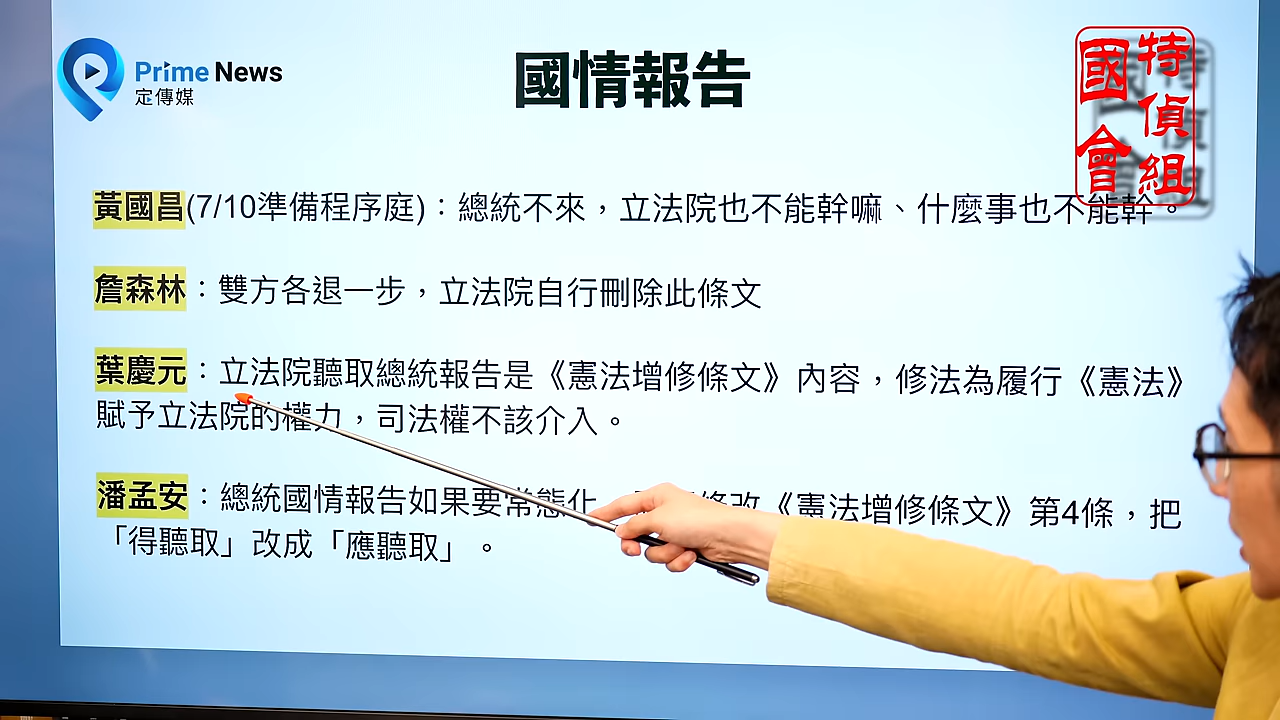 Prime News
定傳媒
國情報告
國會
特偵組
黃國昌(7/10準備程序庭)：總統不來，立法院也不能幹嘛、什麼事也不能幹。
詹森林：雙方各退一步，立法院自行刪除此條文
葉慶元：立法院聽取總統報告是《憲法增修條文》內容，修法為履行《憲法》
賦予立法院的權力，司法權不該介入。
潘孟安：總統國情報告如果要常態化 修改《憲法增修條文》第4條，把
「得聽取」改成「應聽取」。